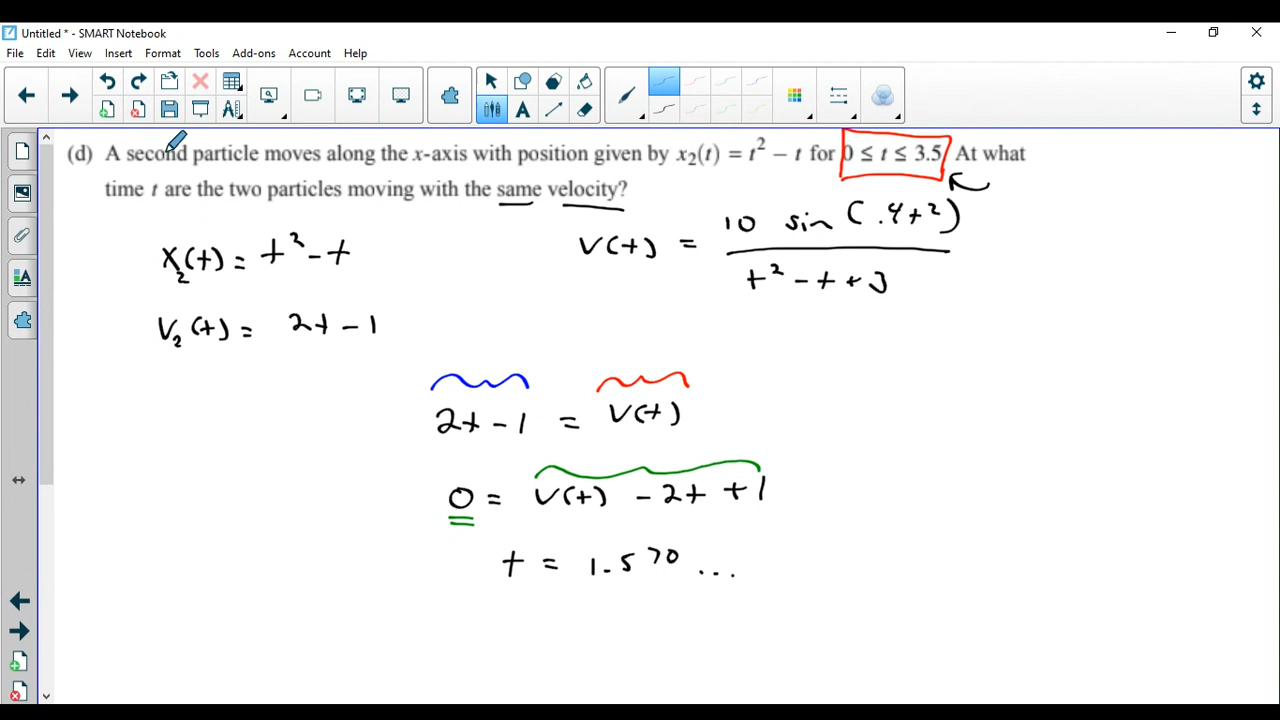 Untitled * - SMART Notebook
File Edit View Insert Format Tools Add-ons Account Help
(d) A second particle moves along the x-axis with position given by x₂(t) = t² − t for 0 ≤ t ≤ 3.5. At what
time t are the two particles moving with the same velocity?
x₂(t) = t² − t
v(t) = 10 sin(.4t²) / t² − t + 3
v₂(t) = 2t − 1
2t − 1 = v(t)
0 = v(t) − 2t + 1
t = 1.570 ...